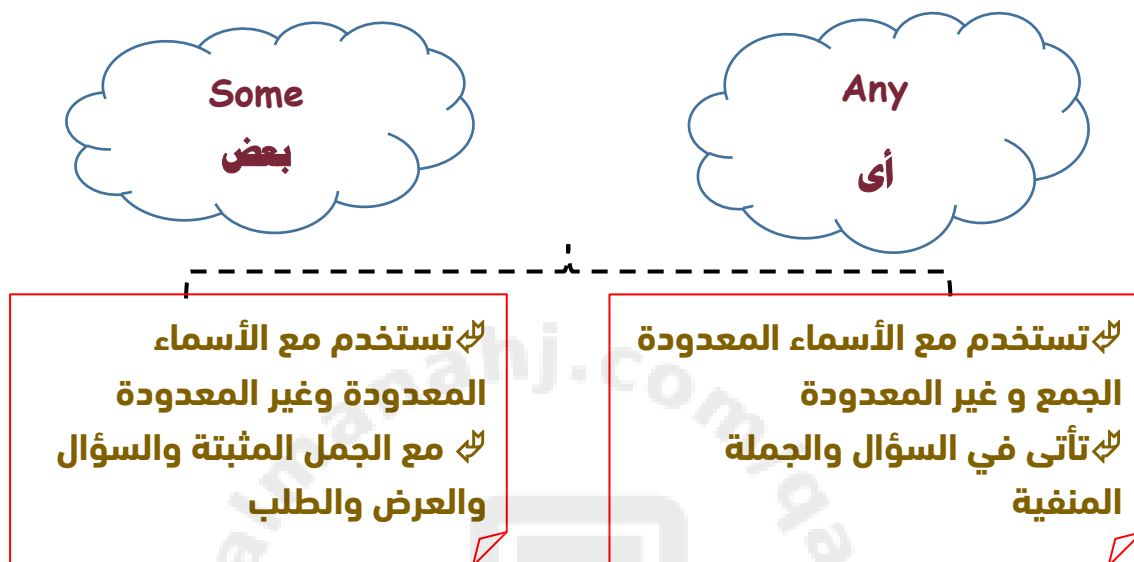 Some
بعض
Any
أى
تستخدم مع الأسماء
المعدودة وغير المعدودة
مع الجمل المثبتة والسؤال
والعرض والطلب
تستخدم مع الأسماء المعدودة
الجمع و غير المعدودة
تأتى في السؤال والجملة
المنفية